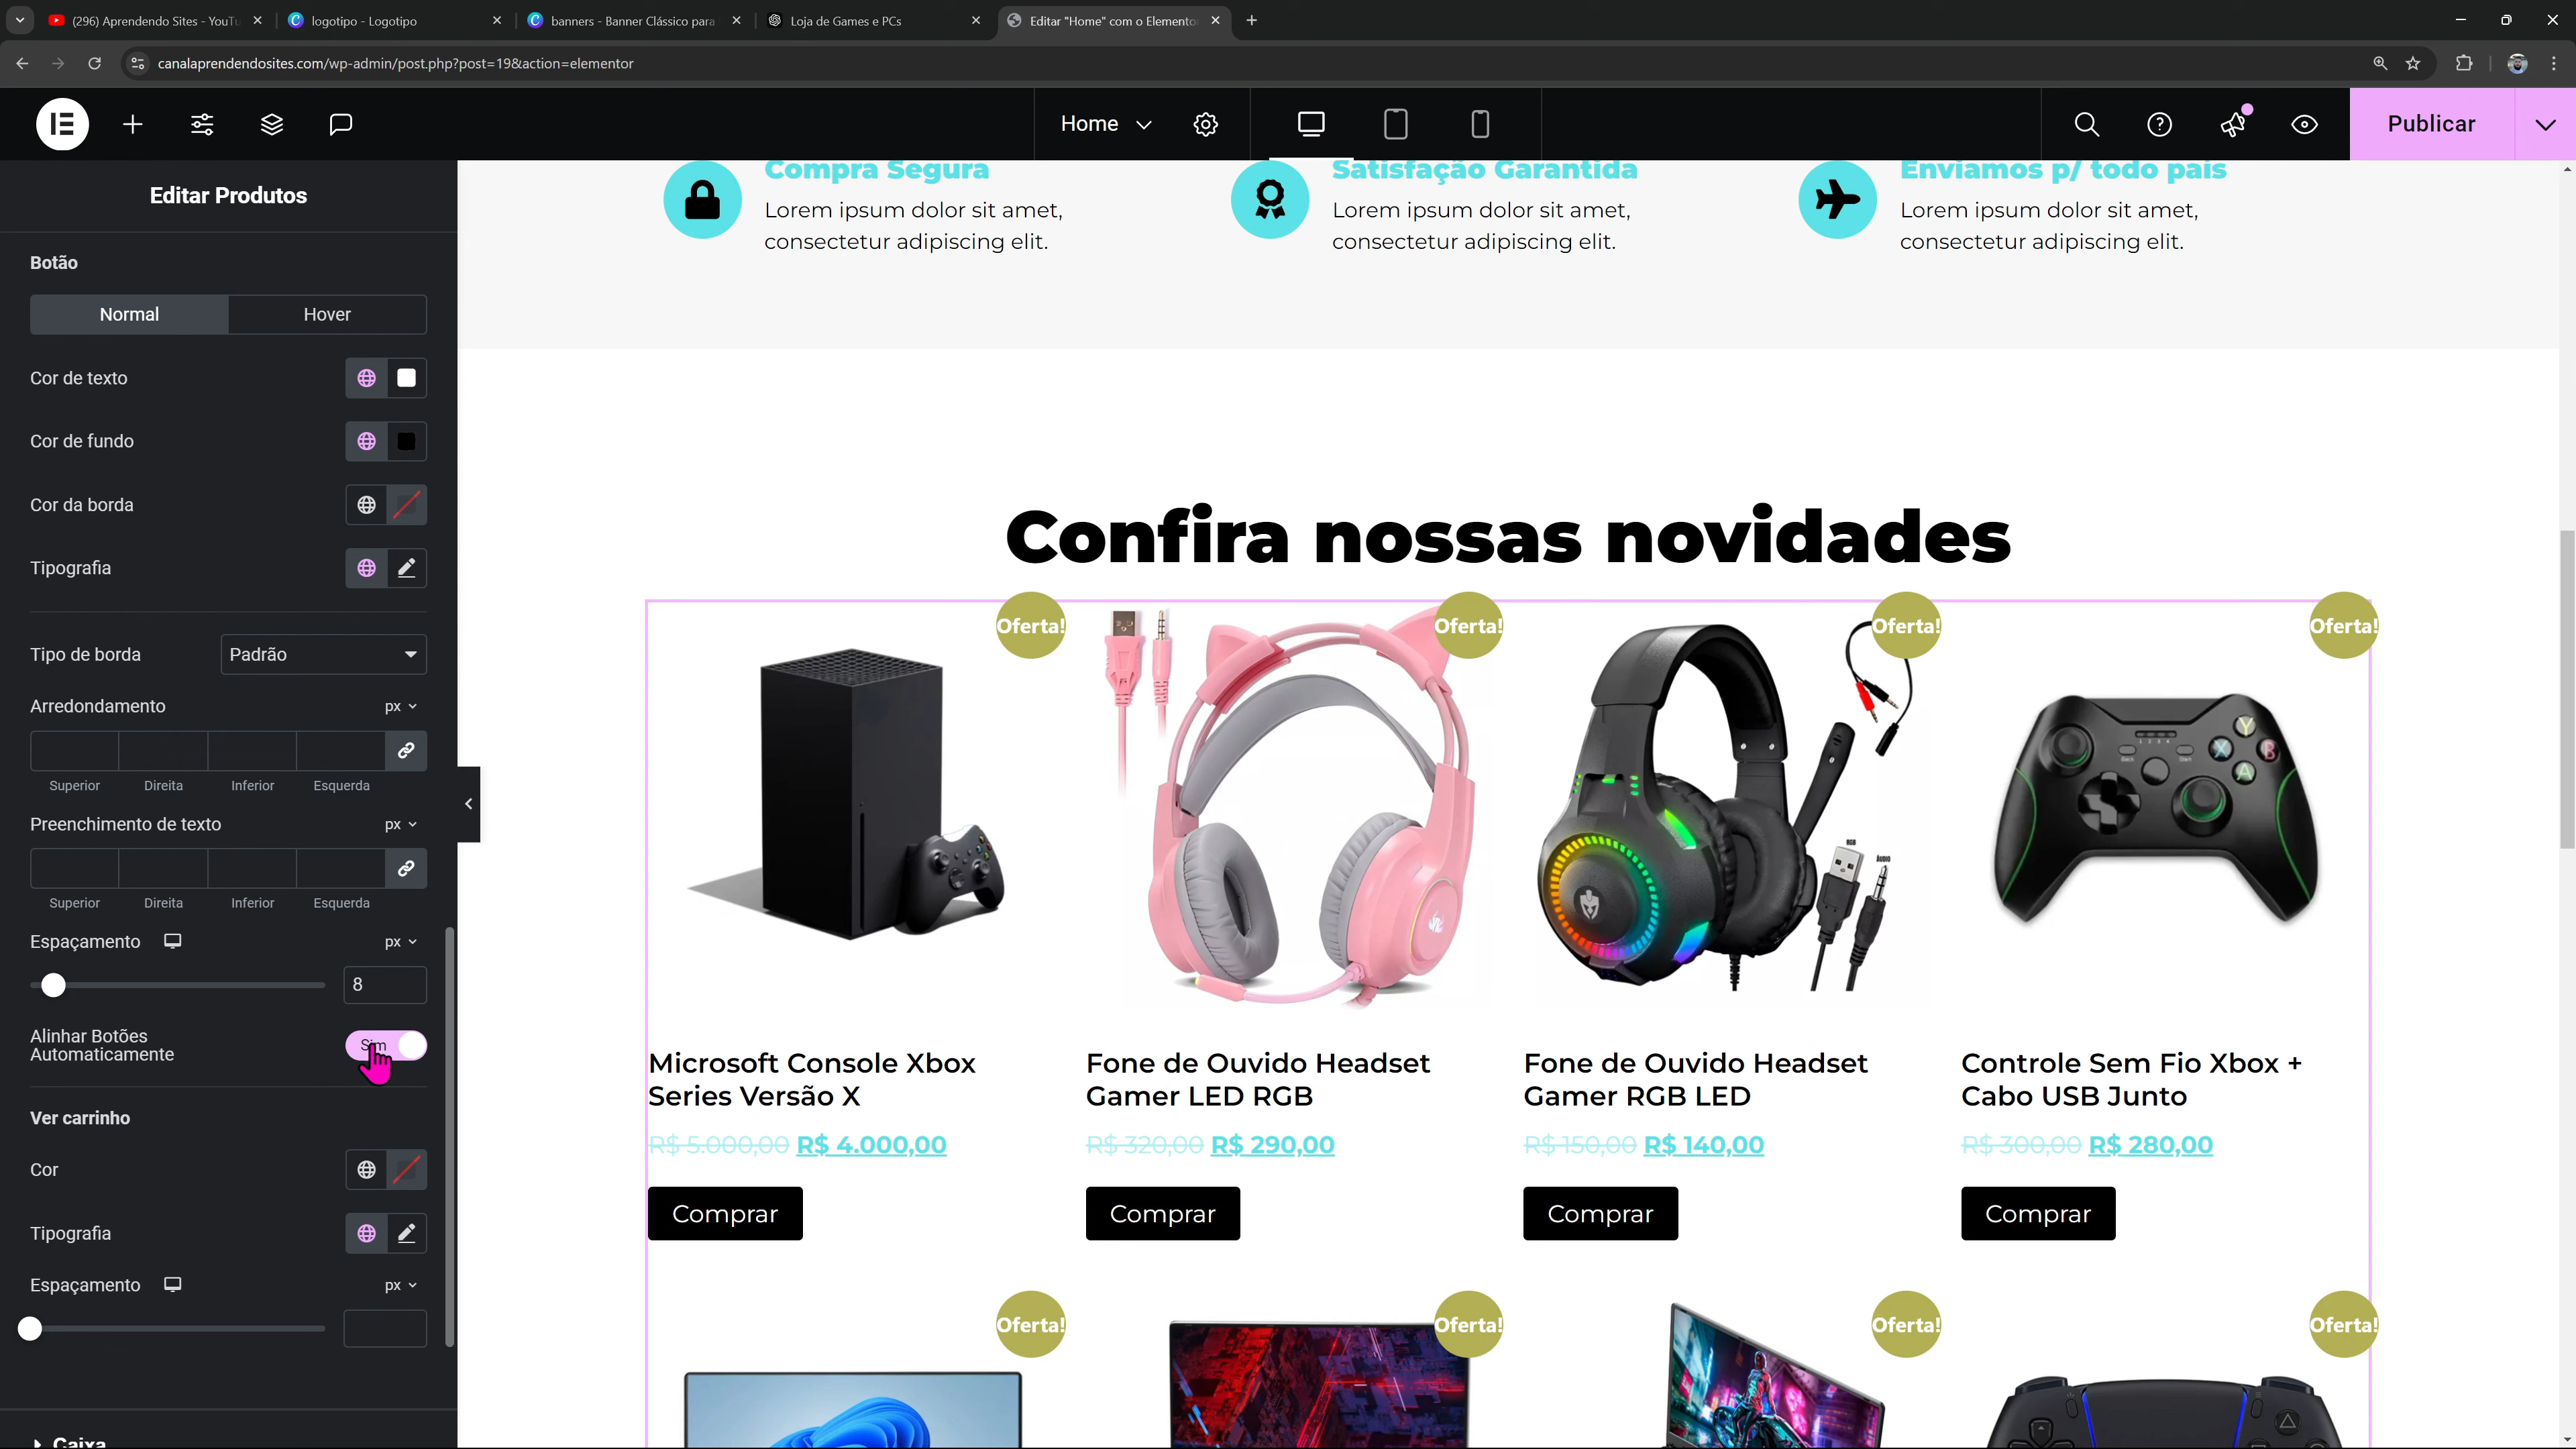 (296) Aprendendo Sites - YouTu
logotipo - Logotipo
banners - Banner Clássico para
Loja de Games e PCs
Editar "Home" com o Elemento
canalaprendendosites.com/wp-admin/post.php?post=19&action=elementor
Home
Publicar
Editar Produtos
Botão
Normal
Hover
Cor de texto
Cor de fundo
Cor da borda
Tipografia
Tipo de borda
Padrão
Arredondamento
px
Superior
Direita
Inferior
Esquerda
Preenchimento de texto
px
Superior
Direita
Inferior
Esquerda
Espaçamento
px
8
Alinhar Botões
Automaticamente
Sim
Ver carrinho
Cor
Tipografia
Espaçamento
px
Caixa
Compra Segura
Lorem ipsum dolor sit amet,
consectetur adipiscing elit.
Satisfação Garantida
Lorem ipsum dolor sit amet,
consectetur adipiscing elit.
Enviamos p/ todo país
Lorem ipsum dolor sit amet,
consectetur adipiscing elit.
Confira nossas novidades
Oferta!
Oferta!
Oferta!
Oferta!
Y
X
B
A
RGB
ÁUDIO
Microsoft Console Xbox
Series Versão X
R$ 5.000,00 R$ 4.000,00
Comprar
Fone de Ouvido Headset
Gamer LED RGB
R$ 320,00 R$ 290,00
Comprar
Fone de Ouvido Headset
Gamer RGB LED
R$ 150,00 R$ 140,00
Comprar
Controle Sem Fio Xbox +
Cabo USB Junto
R$ 300,00 R$ 280,00
Comprar
Oferta!
Oferta!
Oferta!
Oferta!